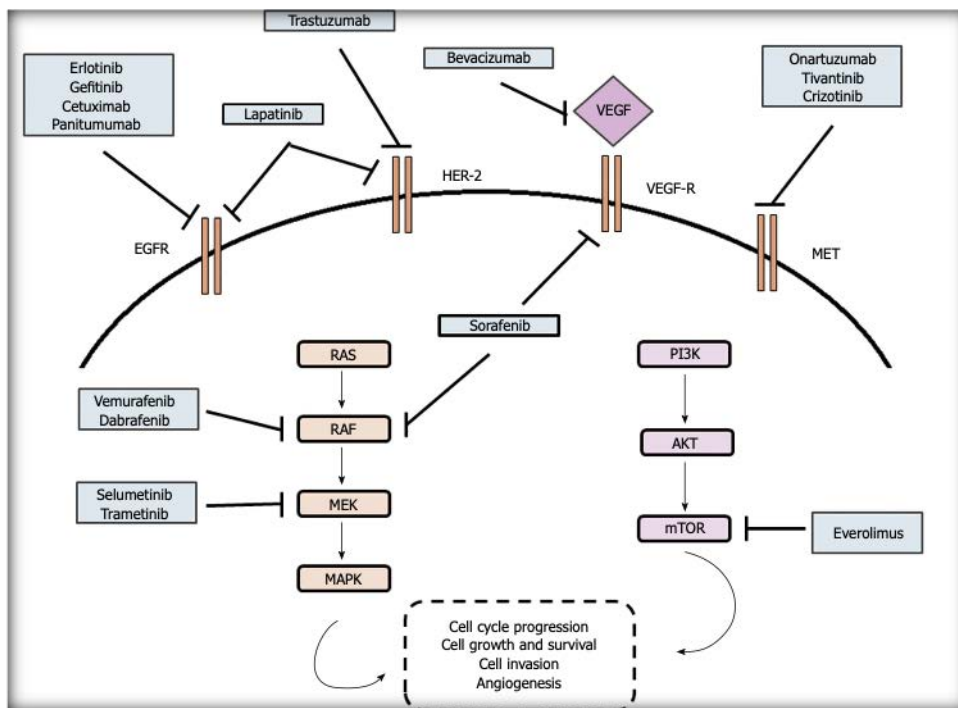 Trastuzumab
Bevacizumab
Erlotinib
Gefitinib
Cetuximab
Panitumumab
Onartuzumab
Tivantinib
Crizotinib
Lapatinib
VEGF
HER-2
VEGF-R
EGFR
MET
Sorafenib
RAS
PI3K
Vemurafenib
Dabrafenib
RAF
AKT
Selumetinib
Trametinib
MEK
mTOR
Everolimus
MAPK
Cell cycle progression
Cell growth and survival
Cell invasion
Angiogenesis